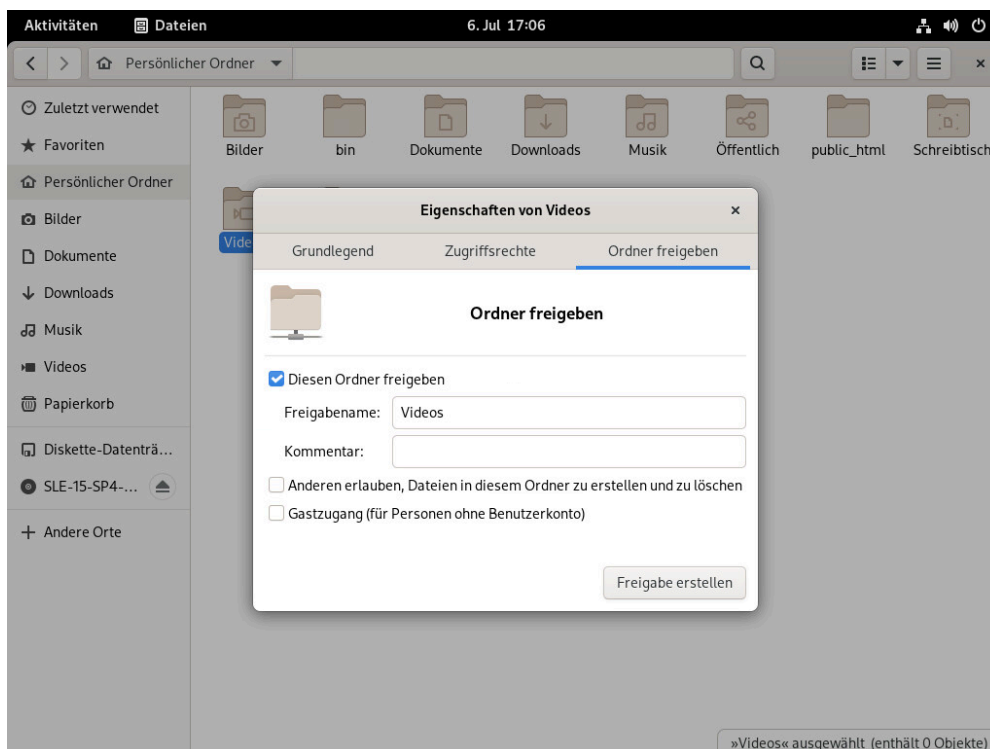 Aktivitäten Dateien 6. Jul 17:06
Persönlicher Ordner
Zuletzt verwendet
Favoriten
Persönlicher Ordner
Bilder
Dokumente
Downloads
Musik
Videos
Papierkorb
Diskette-Datenträ...
SLE-15-SP4-...
Andere Orte
Bilder bin Dokumente Downloads Musik Öffentlich public_html Schreibtisch
Eigenschaften von Videos
Grundlegend Zugriffsrechte Ordner freigeben
Ordner freigeben
Diesen Ordner freigeben
Freigabename: Videos
Kommentar:
Anderen erlauben, Dateien in diesem Ordner zu erstellen und zu löschen
Gastzugang (für Personen ohne Benutzerkonto)
Freigabe erstellen
»Videos« ausgewählt (enthält 0 Objekte)